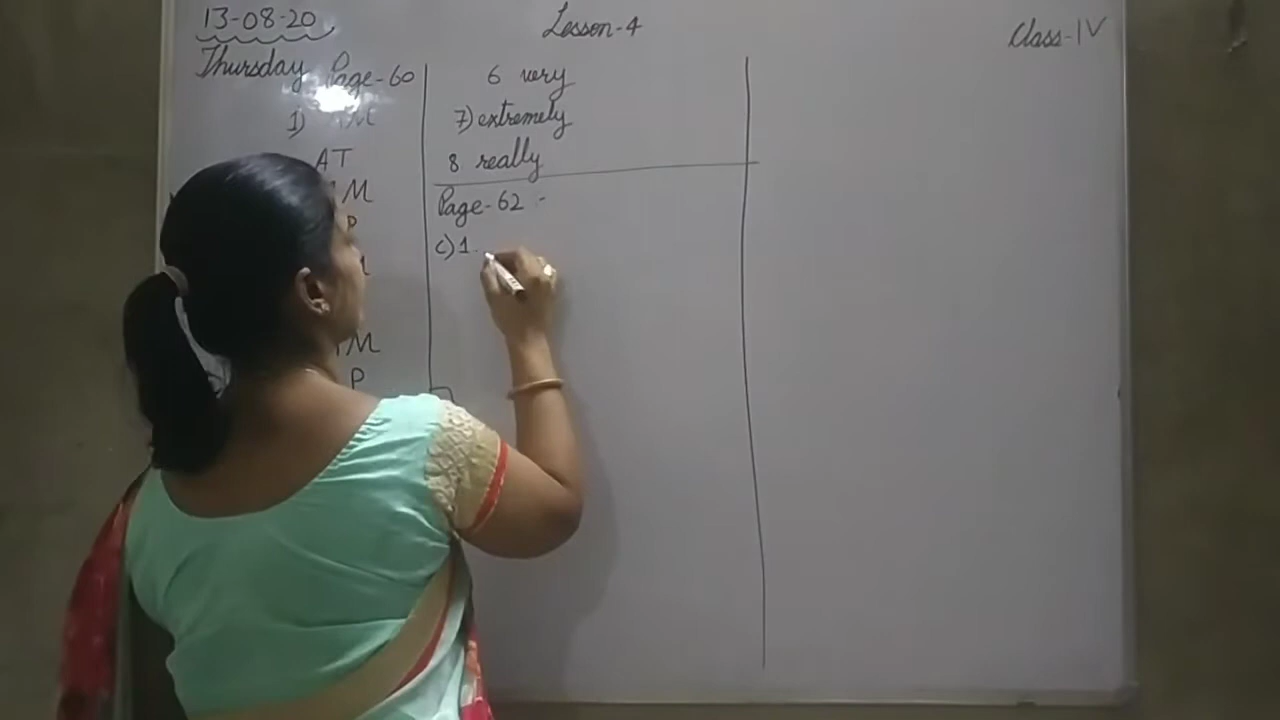 13-08-20
Lesson-4
Class-IV
Thursday Page-60
1)
AT
M
P
M
P
6 very
7) extremely
8 really
Page-62 -
C) 1.